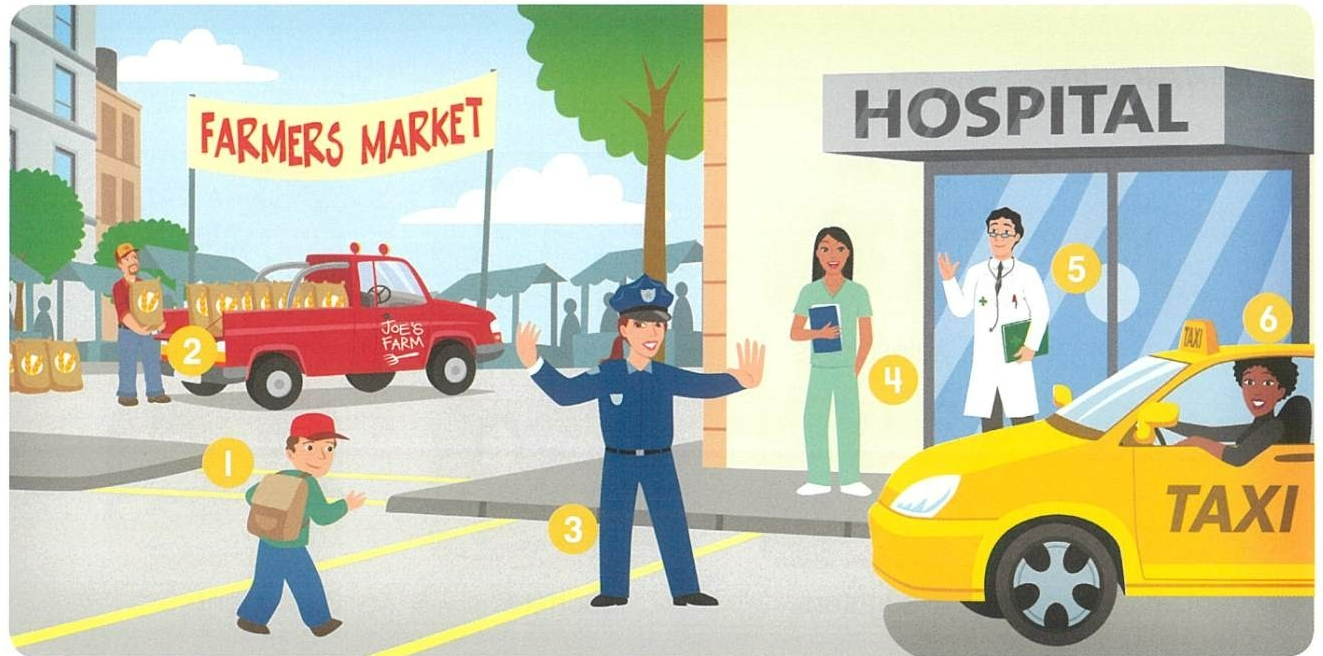 FARMERS MARKET
HOSPITAL
JOE'S
FARM
TAXI
TAXI
1
2
3
4
5
6